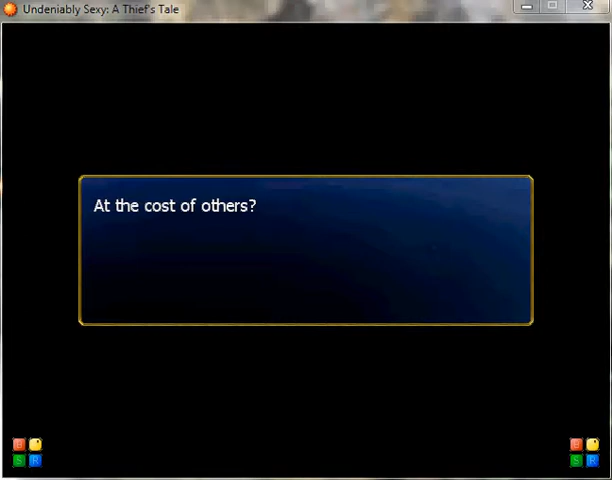 Undeniably Sexy: A Thief's Tale
At the cost of others?
E
S R
E
S R